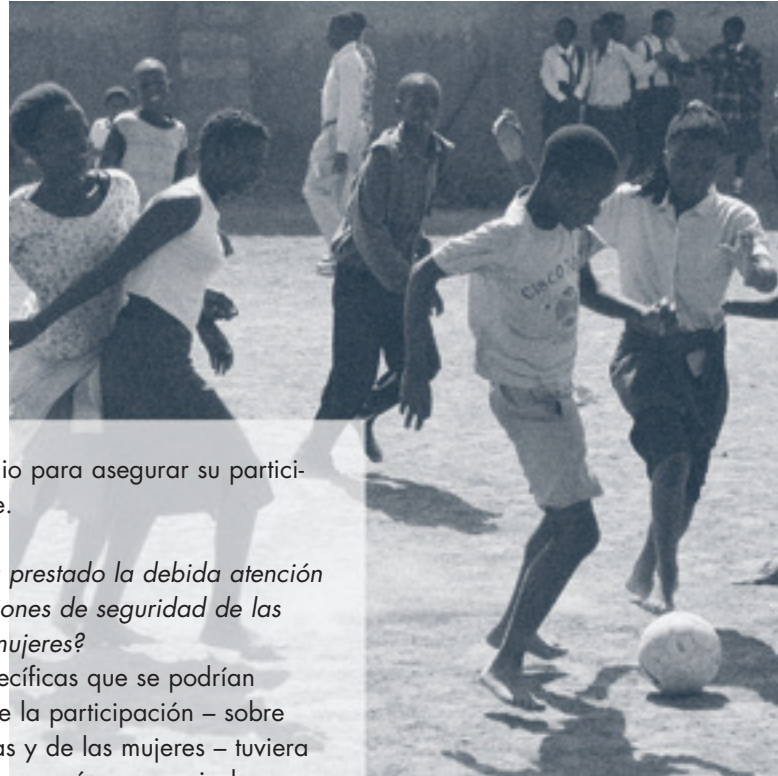 io para asegurar su partici-
e.
prestado la debida atención
ones de seguridad de las
mujeres?
ecíficas que se podrían
e la participación – sobre
as y de las mujeres – tuviera